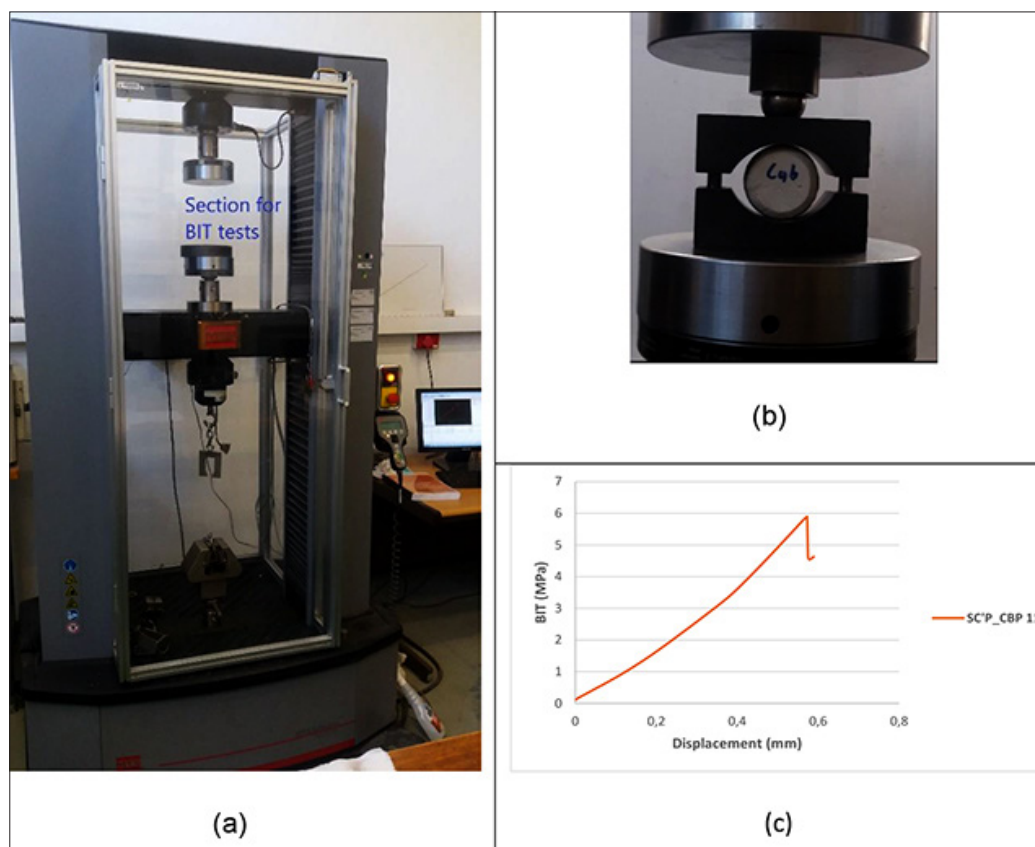 Section for
BIT tests
(a)
Cqb
(b)
7
6
5
4
3
2
1
0
BIT (MPa)
0
0,2
0,4
0,6
0,8
Displacement (mm)
SC'P_CBP 1
(c)